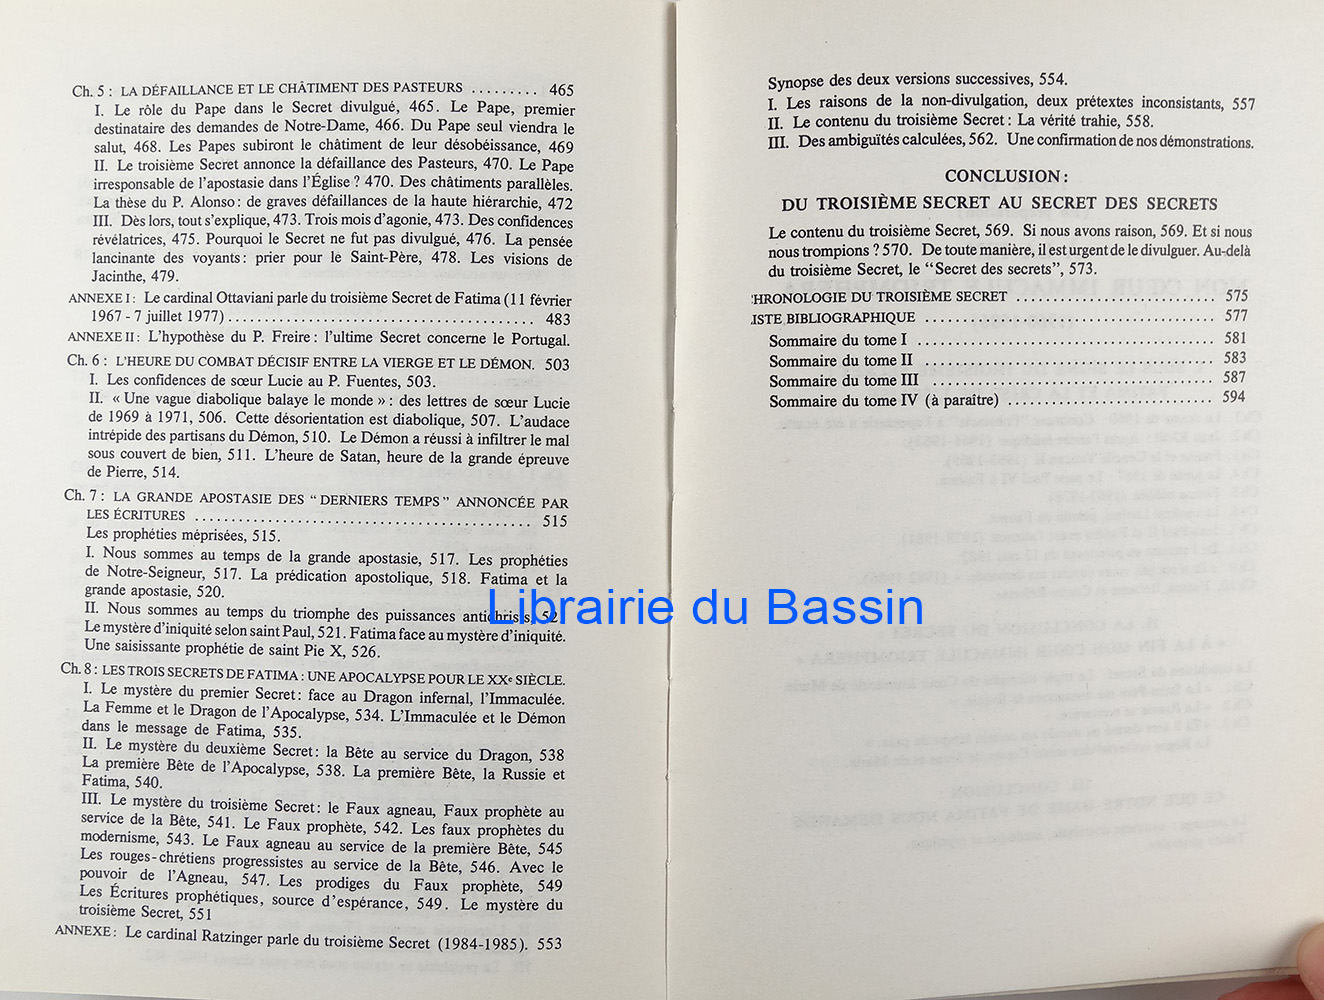 Ch. 5 : LA DÉFAILLANCE ET LE CHÂTIMENT DES PASTEURS ......... 465
I. Le rôle du Pape dans le Secret divulgué, 465. Le Pape, premier
destinataire des demandes de Notre-Dame, 466. Du Pape seul viendra le
salut, 468. Les Papes subiront le châtiment de leur désobéissance, 469
II. Le troisième Secret annonce la défaillance des Pasteurs, 470. Le Pape
irresponsable de l'apostasie dans l'Église ? 470. Des châtiments parallèles.
La thèse du P. Alonso : de graves défaillances de la haute hiérarchie, 472
III. Dès lors, tout s'explique, 473. Trois mois d'agonie, 473. Des confidences
révélatrices, 475. Pourquoi le Secret ne fut pas divulgué, 476. La pensée
lancinante des voyants : prier pour le Saint-Père, 478. Les visions de
Jacinthe, 479.
ANNEXE I : Le cardinal Ottaviani parle du troisième Secret de Fatima (11 février
1967 - 7 juillet 1977) ...................................... 483
ANNEXE II : L'hypothèse du P. Freire : l'ultime Secret concerne le Portugal.
Ch. 6 : L'HEURE DU COMBAT DÉCISIF ENTRE LA VIERGE ET LE DÉMON. 503
I. Les confidences de sœur Lucie au P. Fuentes, 503.
II. « Une vague diabolique balaye le monde » : des lettres de sœur Lucie
de 1969 à 1971, 506. Cette désorientation est diabolique, 507. L'audace
intrépide des partisans du Démon, 510. Le Démon a réussi à infiltrer le mal
sous couvert de bien, 511. L'heure de Satan, heure de la grande épreuve
de Pierre, 514.
Ch. 7 : LA GRANDE APOSTASIE DES "DERNIERS TEMPS" ANNONCÉE PAR
LES ÉCRITURES ......................................... 515
Les prophéties méprisées, 515.
I. Nous sommes au temps de la grande apostasie, 517. Les prophéties
de Notre-Seigneur, 517. La prédication apostolique, 518. Fatima et la
grande apostasie, 520.
II. Nous sommes au temps du triomphe des puissances antichrists, 52
Le mystère d'iniquité selon saint Paul, 521. Fatima face au mystère d'iniquité.
Une saisissante prophétie de saint Pie X, 526.
Ch. 8 : LES TROIS SECRETS DE FATIMA : UNE APOCALYPSE POUR LE XXe SIÈCLE.
I. Le mystère du premier Secret : face au Dragon infernal, l'Immaculée.
La Femme et le Dragon de l'Apocalypse, 534. L'Immaculée et le Démon
dans le message de Fatima, 535.
II. Le mystère du deuxième Secret : la Bête au service du Dragon, 538
La première Bête de l'Apocalypse, 538. La première Bête, la Russie et
Fatima, 540.
III. Le mystère du troisième Secret : le Faux agneau, Faux prophète au
service de la Bête, 541. Le Faux prophète, 542. Les faux prophètes du
modernisme, 543. Le Faux agneau au service de la première Bête, 545
Les rouges-chrétiens progressistes au service de la Bête, 546. Avec le
pouvoir de l'Agneau, 547. Les prodiges du Faux prophète, 549
Les Écritures prophétiques, source d'espérance, 549. Le mystère du
troisième Secret, 551
ANNEXE : Le cardinal Ratzinger parle du troisième Secret (1984-1985). 553
Synopse des deux versions successives, 554.
I. Les raisons de la non-divulgation, deux prétextes inconsistants, 557
II. Le contenu du troisième Secret : La vérité trahie, 558.
III. Des ambiguïtés calculées, 562. Une confirmation de nos démonstrations.
CONCLUSION :
DU TROISIÈME SECRET AU SECRET DES SECRETS
Le contenu du troisième Secret, 569. Si nous avons raison, 569. Et si nous
nous trompions ? 570. De toute manière, il est urgent de le divulguer. Au-delà
du troisième Secret, le "Secret des secrets", 573.
HRONOLOGIE DU TROISIÈME SECRET ......................... 575
ISTE BIBLIOGRAPHIQUE ..................................... 577
Sommaire du tome I ....................................... 581
Sommaire du tome II ...................................... 583
Sommaire du tome III ..................................... 587
Sommaire du tome IV (à paraître) ........................... 594
Librairie du Bassin